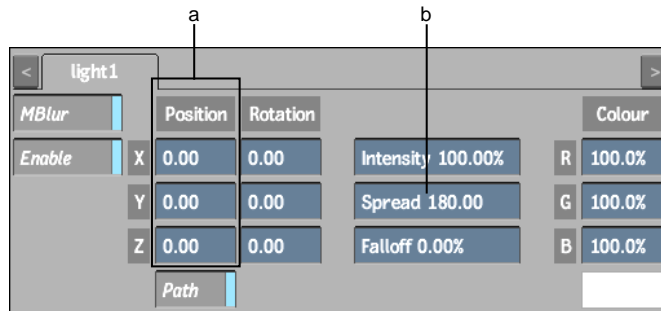 a b
< light1 >
MBlur Position Rotation Colour
Enable X 0.00 0.00 Intensity 100.00% R 100.0%
Y 0.00 0.00 Spread 180.00 G 100.0%
Z 0.00 0.00 Falloff 0.00% B 100.0%
Path